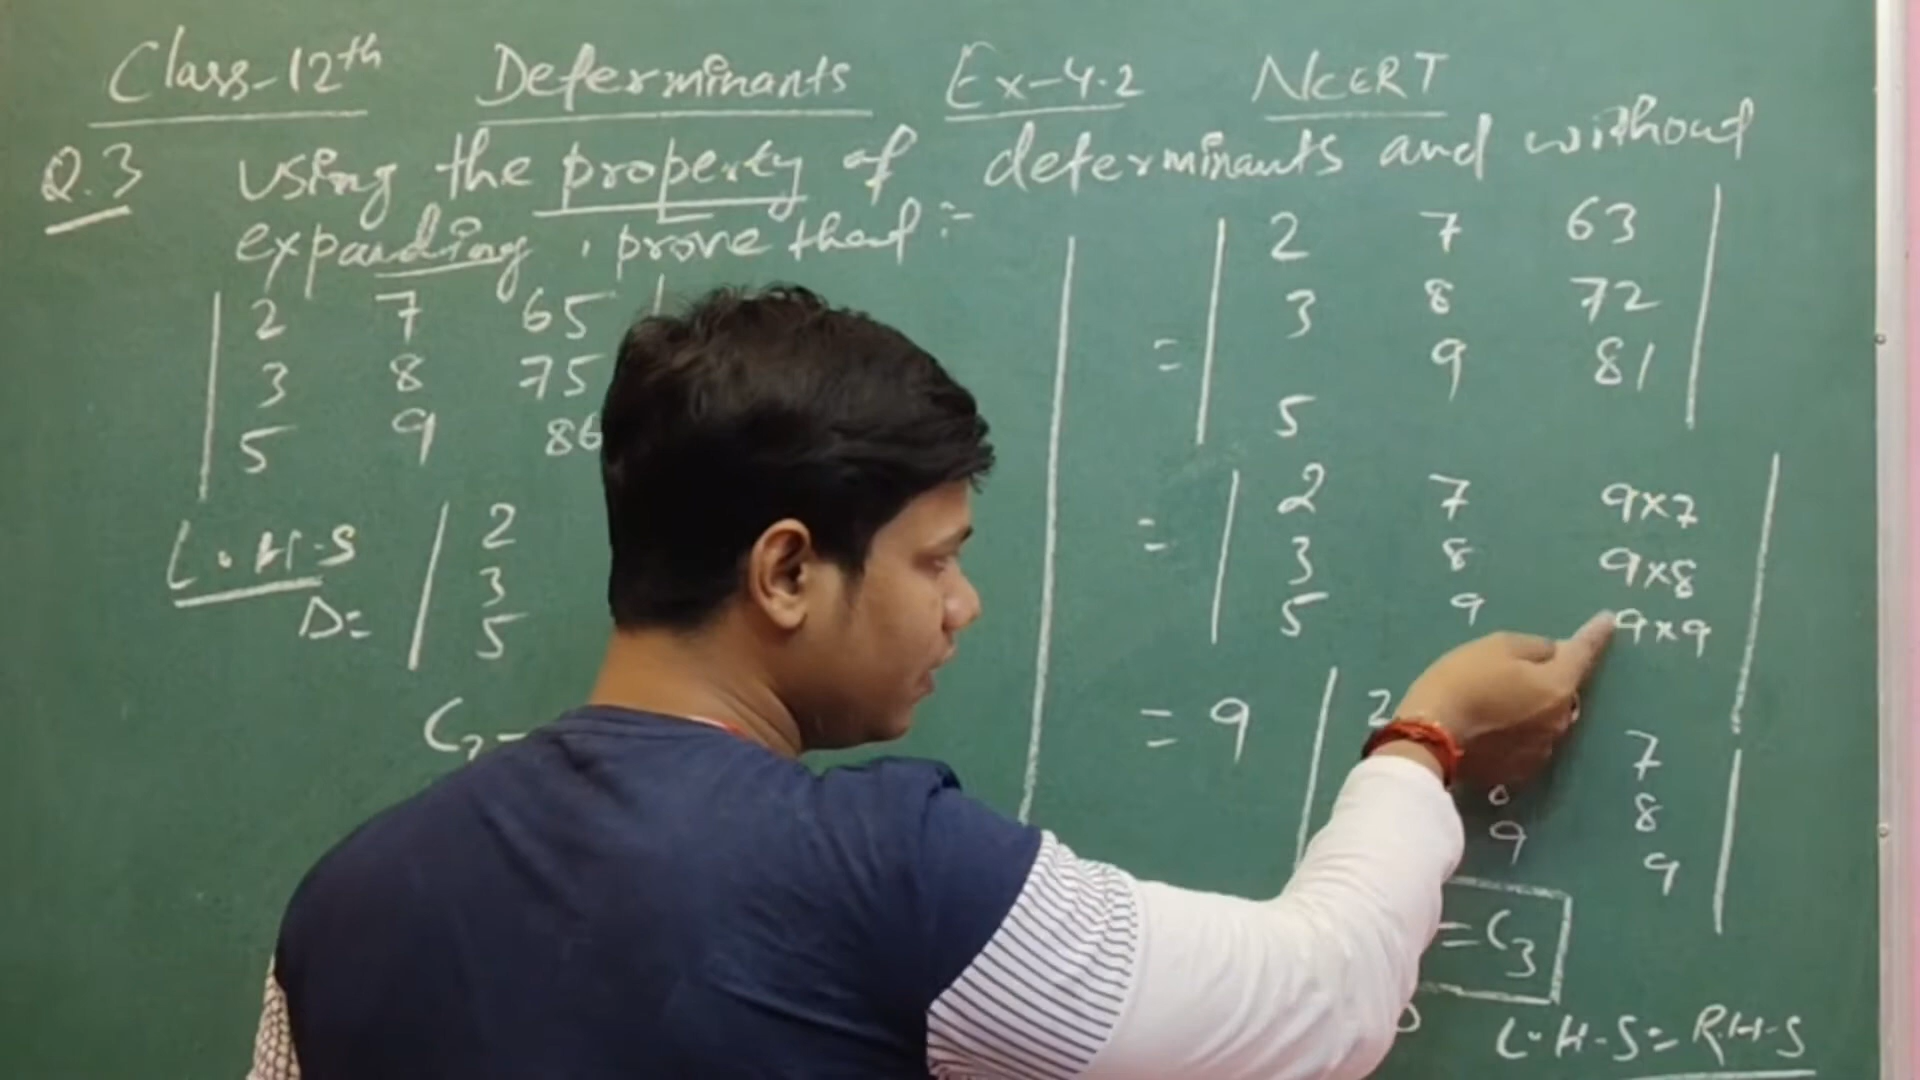 Class-12th Determinants Ex-4.2 NCERT
Q.3 using the property of determinants and without
expanding, prove that :-
2 7 65
3 8 75
5 9 86
L.H.S
D= 2
3
5
= 2 7 63
3 8 72
5 9 81
= 2 7 9×7
3 8 9×8
5 9 9×9
= 9 2 7
8
9 9
=C3
L.H.S = R.H.S